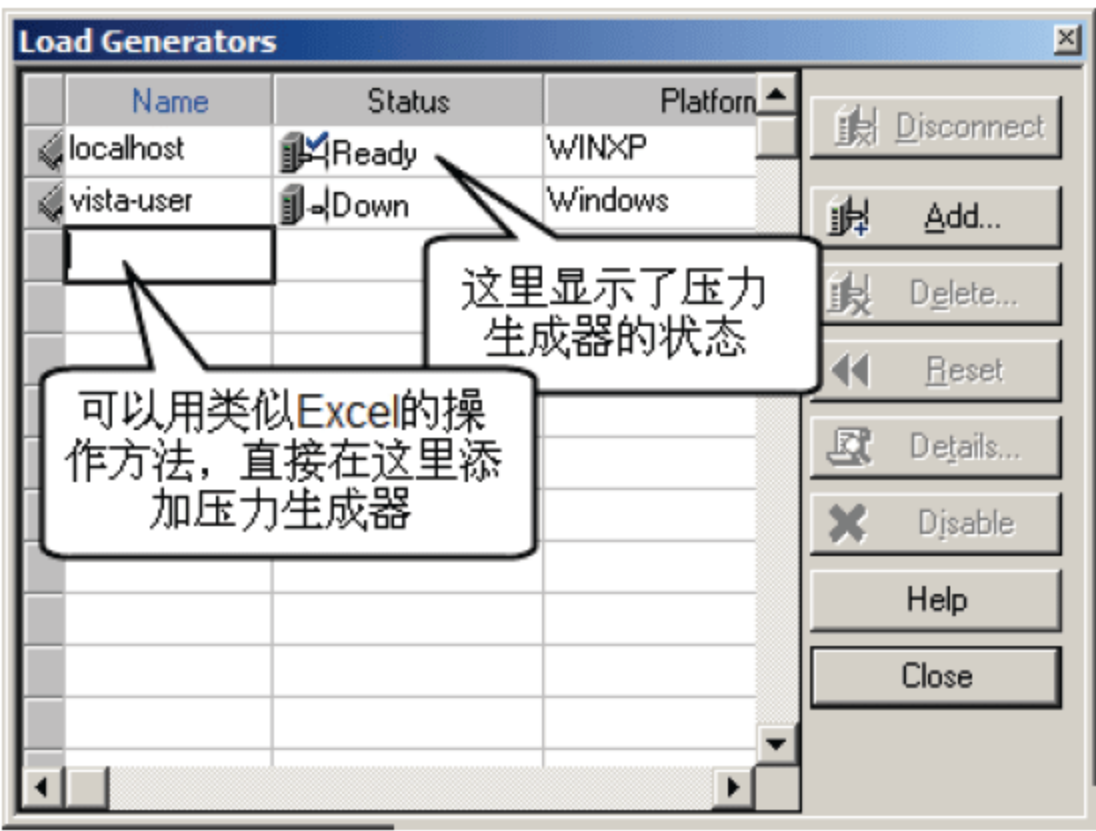 Load Generators
Name Status Platform
localhost Ready WINXP
vista-user Down Windows
这里显示了压力
生成器的状态
可以用类似Excel的操
作方法，直接在这里添
加压力生成器
Disconnect
Add...
Delete...
Reset
Details...
Disable
Help
Close